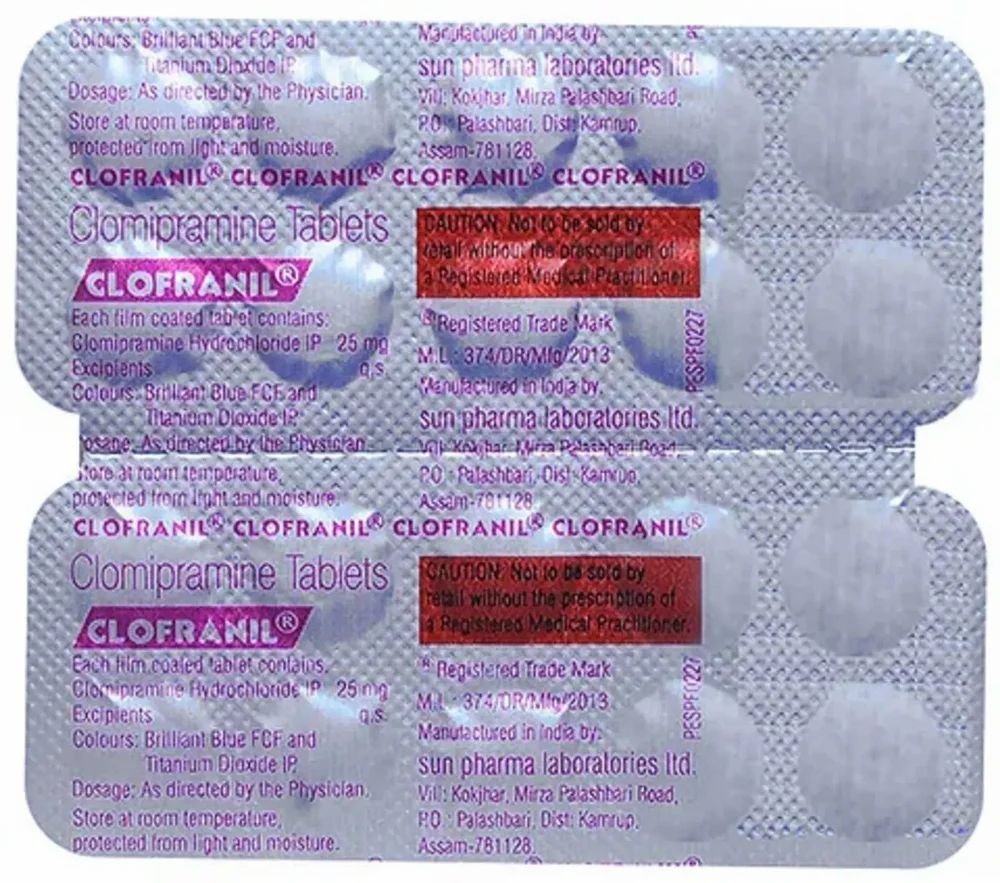 Colours: Brilliant Blue FCF and
Titanium Dioxide IP
Dosage: As directed by the Physician.
Store at room temperature,
protected from light and moisture.
Manufactured in India by
sun pharma laboratories ltd.
Vill: Kokjhar, Mirza Palashbari Road,
P.O.: Palashbari, Dist: Kamrup,
Assam-781128.
CLOFRANIL® CLOFRANIL® CLOFRANIL® CLOFRANIL®
Clomipramine Tablets
CLOFRANIL®
Each film coated tablet contains:
Clomipramine Hydrochloride IP 25 mg
Excipients q.s.
Colours: Brilliant Blue FCF and
Titanium Dioxide IP
Dosage: As directed by the Physician
Store at room temperature,
protected from light and moisture.
CAUTION: Not to be sold by
retail without the prescription of
a Registered Medical Practitioner.
® Registered Trade Mark
M.L.: 374/DR/Mfg/2013
Manufactured in India by:
sun pharma laboratories ltd.
Vill: Kokjhar, Mirza Palashbari Road,
P.O.: Palashbari, Dist: Kamrup,
Assam-781128
PESPF0227
CLOFRANIL® CLOFRANIL® CLOFRANIL® CLOFRANIL®
Clomipramine Tablets
CLOFRANIL®
Each film coated tablet contains:
Clomipramine Hydrochloride IP 25 mg
Excipients q.s.
Colours: Brilliant Blue FCF and
Titanium Dioxide IP
Dosage: As directed by the Physician.
Store at room temperature,
protected from light and moisture.
CAUTION: Not to be sold by
retail without the prescription of
a Registered Medical Practitioner.
® Registered Trade Mark
M.L.: 374/DR/Mfg/2013
Manufactured in India by:
sun pharma laboratories ltd.
Vill: Kokjhar, Mirza Palashbari Road,
P.O.: Palashbari, Dist: Kamrup,
Assam-781128.
PESPF0227